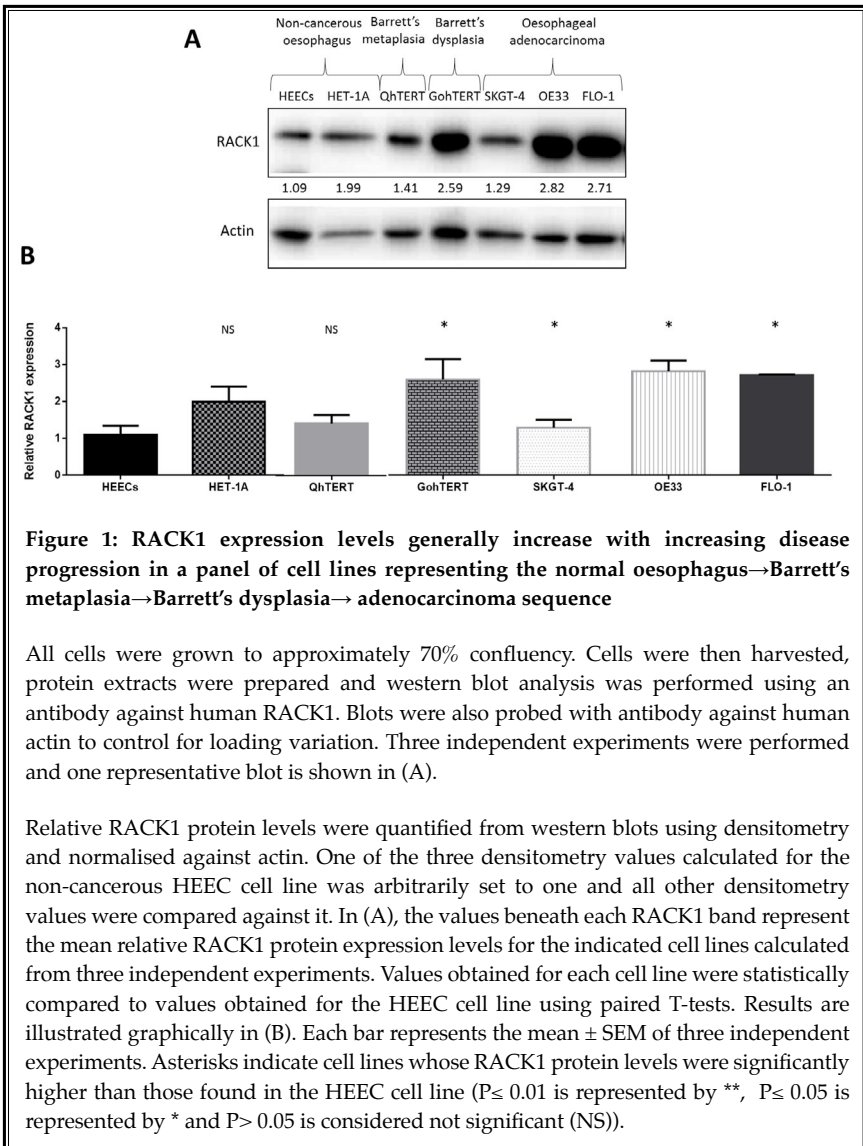 A
Non-cancerous oesophagus
Barrett's metaplasia
Barrett's dysplasia
Oesophageal adenocarcinoma
HEECs HET-1A QhTERT GohTERT SKGT-4 OE33 FLO-1
RACK1
1.09 1.99 1.41 2.59 1.29 2.82 2.71
Actin
B
Relative RACK1 expression
4
3
2
1
0
NS NS * * * *
HEECs HET-1A QhTERT GohTERT SKGT-4 OE33 FLO-1
Figure 1: RACK1 expression levels generally increase with increasing disease
progression in a panel of cell lines representing the normal oesophagus→Barrett's
metaplasia→Barrett's dysplasia→ adenocarcinoma sequence
All cells were grown to approximately 70% confluency. Cells were then harvested,
protein extracts were prepared and western blot analysis was performed using an
antibody against human RACK1. Blots were also probed with antibody against human
actin to control for loading variation. Three independent experiments were performed
and one representative blot is shown in (A).
Relative RACK1 protein levels were quantified from western blots using densitometry
and normalised against actin. One of the three densitometry values calculated for the
non-cancerous HEEC cell line was arbitrarily set to one and all other densitometry
values were compared against it. In (A), the values beneath each RACK1 band represent
the mean relative RACK1 protein expression levels for the indicated cell lines calculated
from three independent experiments. Values obtained for each cell line were statistically
compared to values obtained for the HEEC cell line using paired T-tests. Results are
illustrated graphically in (B). Each bar represents the mean ± SEM of three independent
experiments. Asterisks indicate cell lines whose RACK1 protein levels were significantly
higher than those found in the HEEC cell line (P≤ 0.01 is represented by **, P≤ 0.05 is
represented by * and P> 0.05 is considered not significant (NS)).